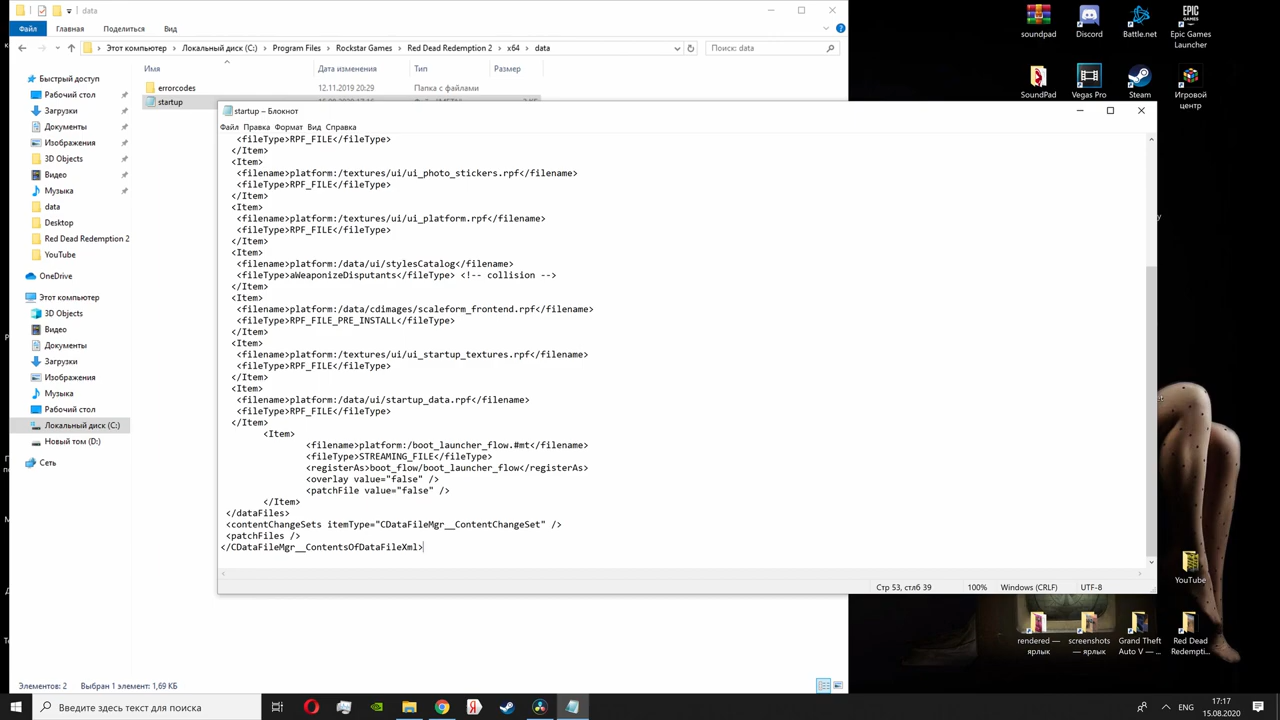 data
Файл
Главная
Поделиться
Вид
Этот компьютер
Локальный диск (C:)
Program Files
Rockstar Games
Red Dead Redemption 2
x64
data
Поиск: data
Имя
Дата изменения
Тип
Размер
Быстрый доступ
Рабочий стол
Загрузки
Документы
Изображения
3D Objects
Видео
Музыка
data
Desktop
Red Dead Redemption 2
YouTube
OneDrive
Этот компьютер
3D Objects
Видео
Документы
Загрузки
Изображения
Музыка
Рабочий стол
Локальный диск (C:)
Новый том (D:)
Сеть
errorcodes
12.11.2019 20:29
Папка с файлами
startup
startup – Блокнот
Файл Правка Формат Вид Справка
<fileType>RPF_FILE</fileType>
</Item>
<Item>
<filename>platform:/textures/ui/ui_photo_stickers.rpf</filename>
<fileType>RPF_FILE</fileType>
</Item>
<Item>
<filename>platform:/textures/ui/ui_platform.rpf</filename>
<fileType>RPF_FILE</fileType>
</Item>
<Item>
<filename>platform:/data/ui/stylesCatalog</filename>
<fileType>aWeaponizeDisputants</fileType> <!-- collision -->
</Item>
<Item>
<filename>platform:/data/cdimages/scaleform_frontend.rpf</filename>
<fileType>RPF_FILE_PRE_INSTALL</fileType>
</Item>
<Item>
<filename>platform:/textures/ui/ui_startup_textures.rpf</filename>
<fileType>RPF_FILE</fileType>
</Item>
<Item>
<filename>platform:/data/ui/startup_data.rpf</filename>
<fileType>RPF_FILE</fileType>
</Item>
<Item>
<filename>platform:/boot_launcher_flow.#mt</filename>
<fileType>STREAMING_FILE</fileType>
<registerAs>boot_flow/boot_launcher_flow</registerAs>
<overlay value="false" />
<patchFile value="false" />
</Item>
</dataFiles>
<contentChangeSets itemType="CDataFileMgr__ContentChangeSet" />
<patchFiles />
</CDataFileMgr__ContentsOfDataFileXml>
Стр 53, стлб 39
100%
Windows (CRLF)
UTF-8
Элементов: 2
Выбран 1 элемент: 1,69 КБ
soundpad
Discord
Battle.net
Epic Games
Launcher
SoundPad
Vegas Pro
Steam
Игровой
центр
YouTube
rendered —
ярлык
screenshots
— ярлык
Grand Theft
Auto V — ...
Red Dead
Redempti...
Введите здесь текст для поиска
ENG
17:17
15.08.2020